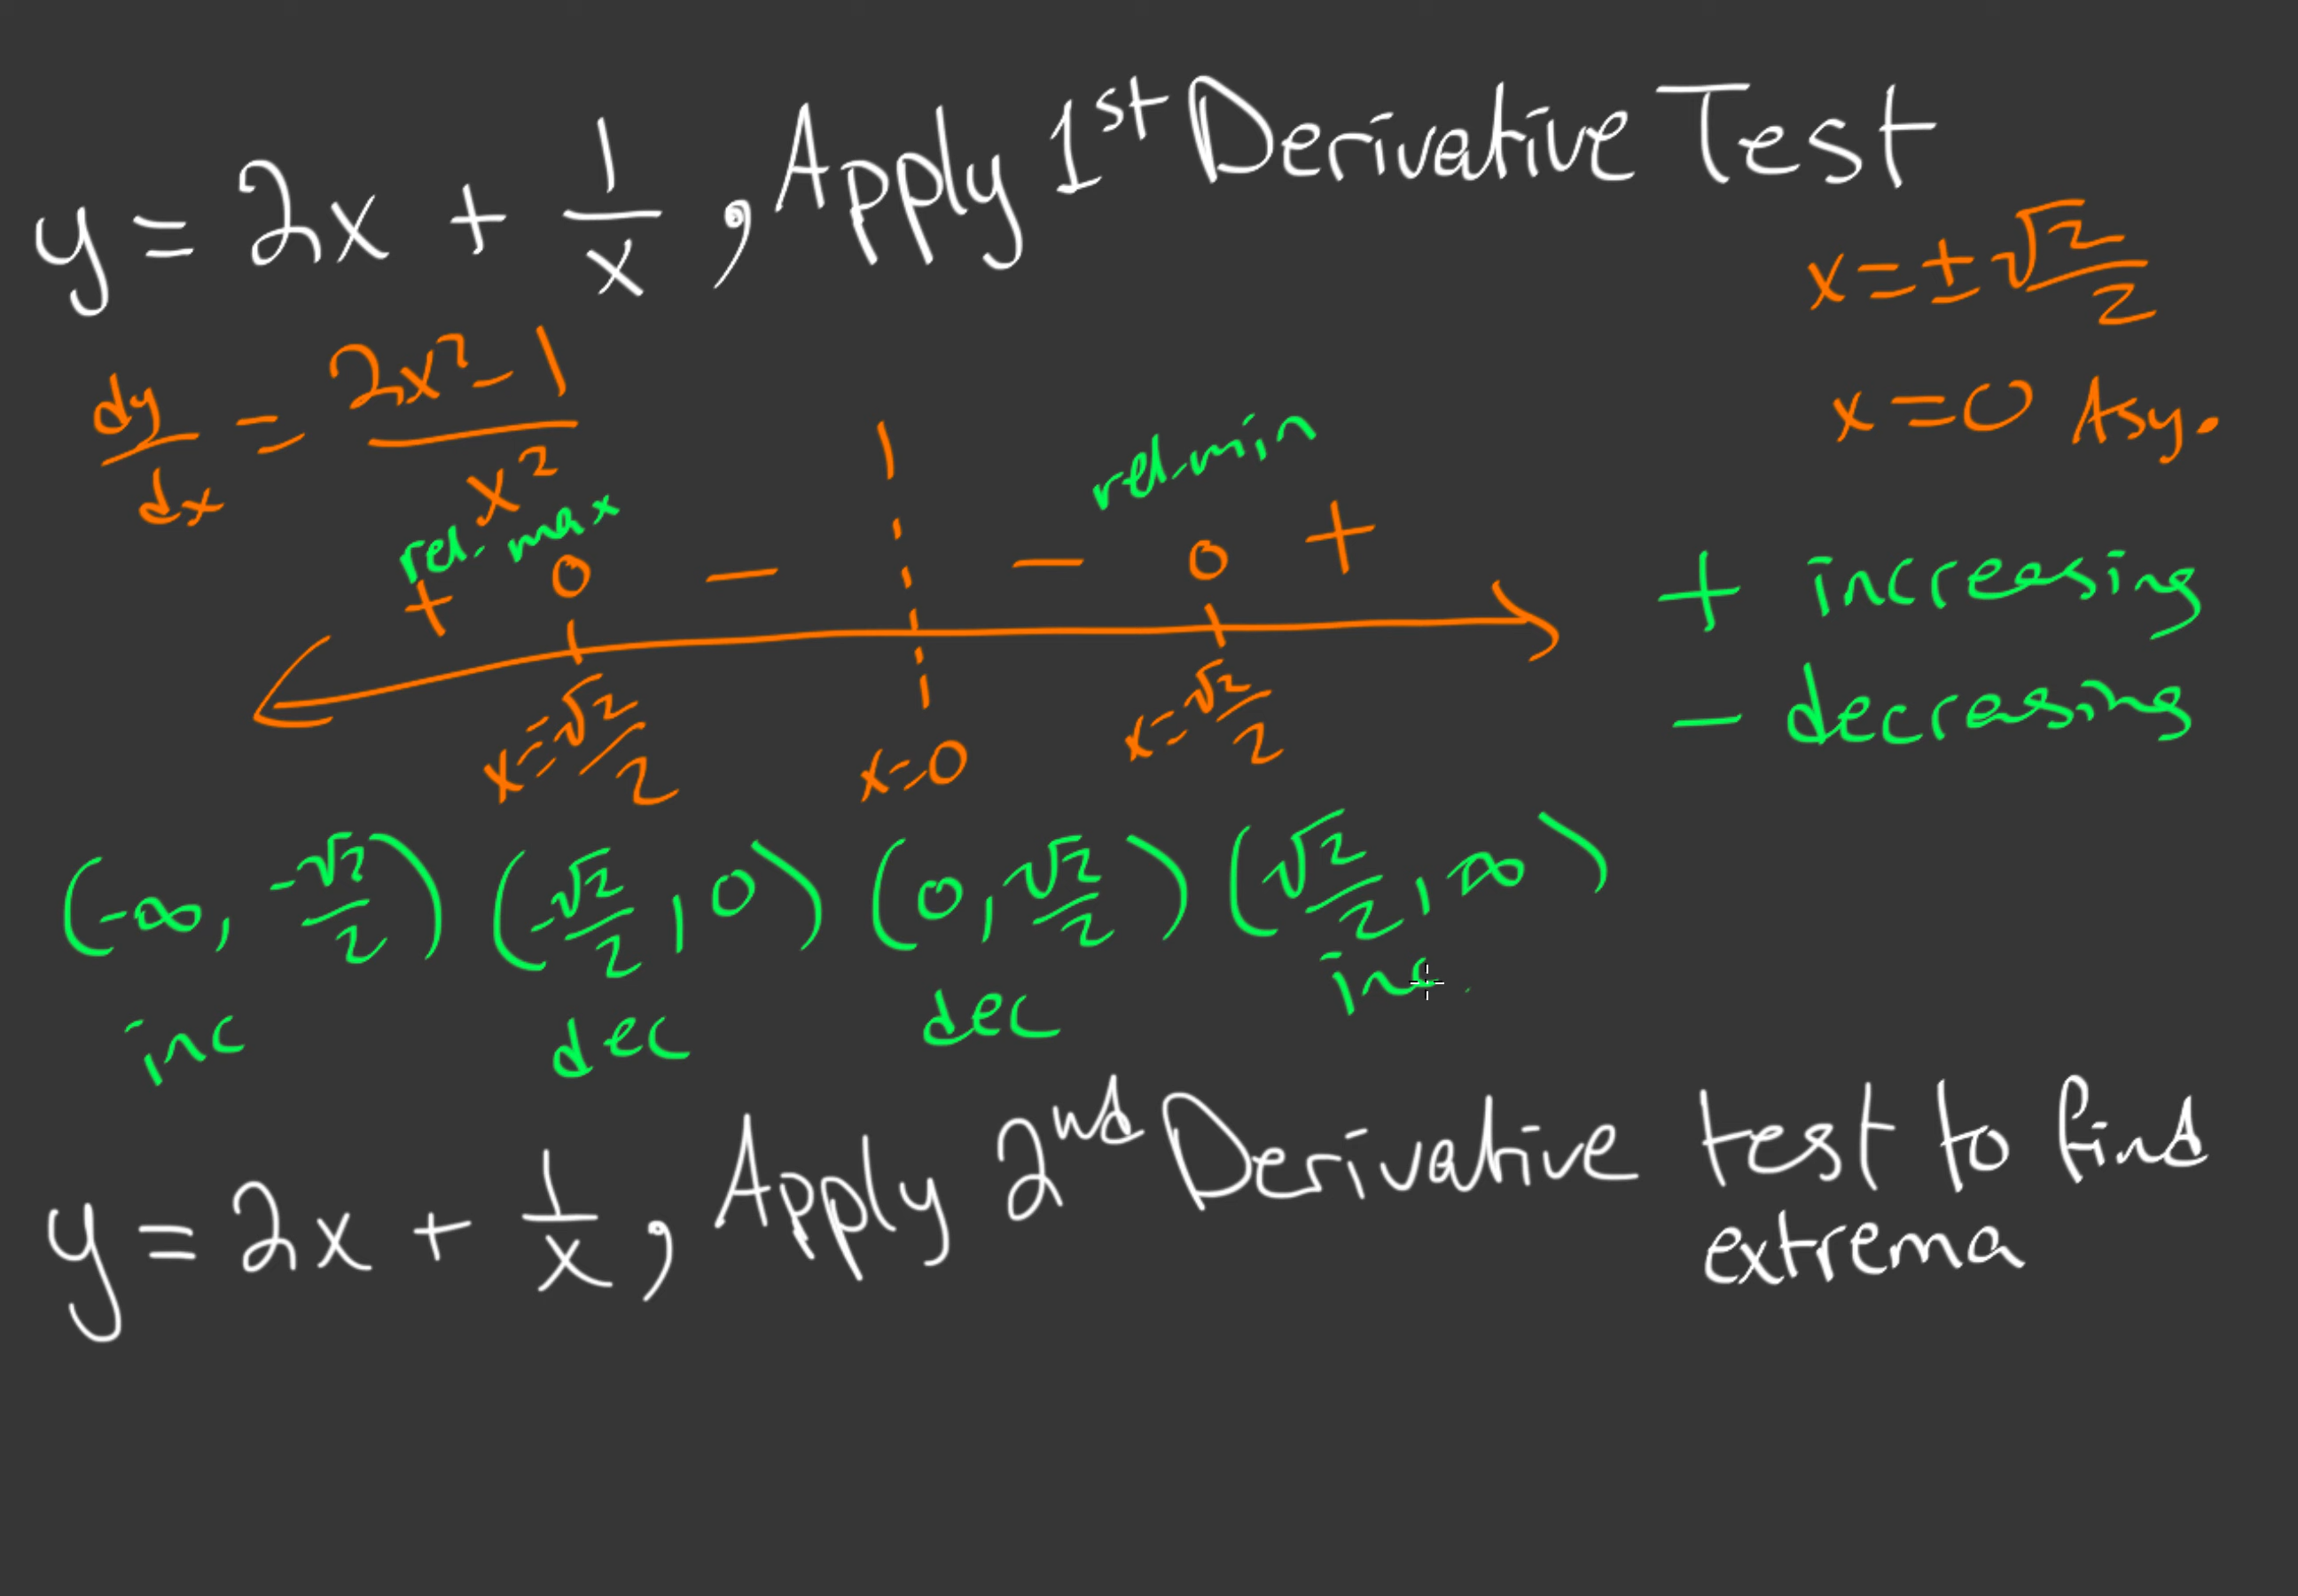 y = 2x + 1/x , Apply 1st Derivative Test
x = ± √2/2
dy/dx = 2x² - 1 / x²
x = 0 Asy.
rel. max
rel. min
+ 0 - - 0 +
+ increasing
- decreasing
x = -√2/2
x = 0
x = √2/2
(-∞, -√2/2) (-√2/2, 0) (0, √2/2) (√2/2, ∞)
inc dec dec inc.
y = 2x + 1/x , Apply 2nd Derivative test to find
extrema